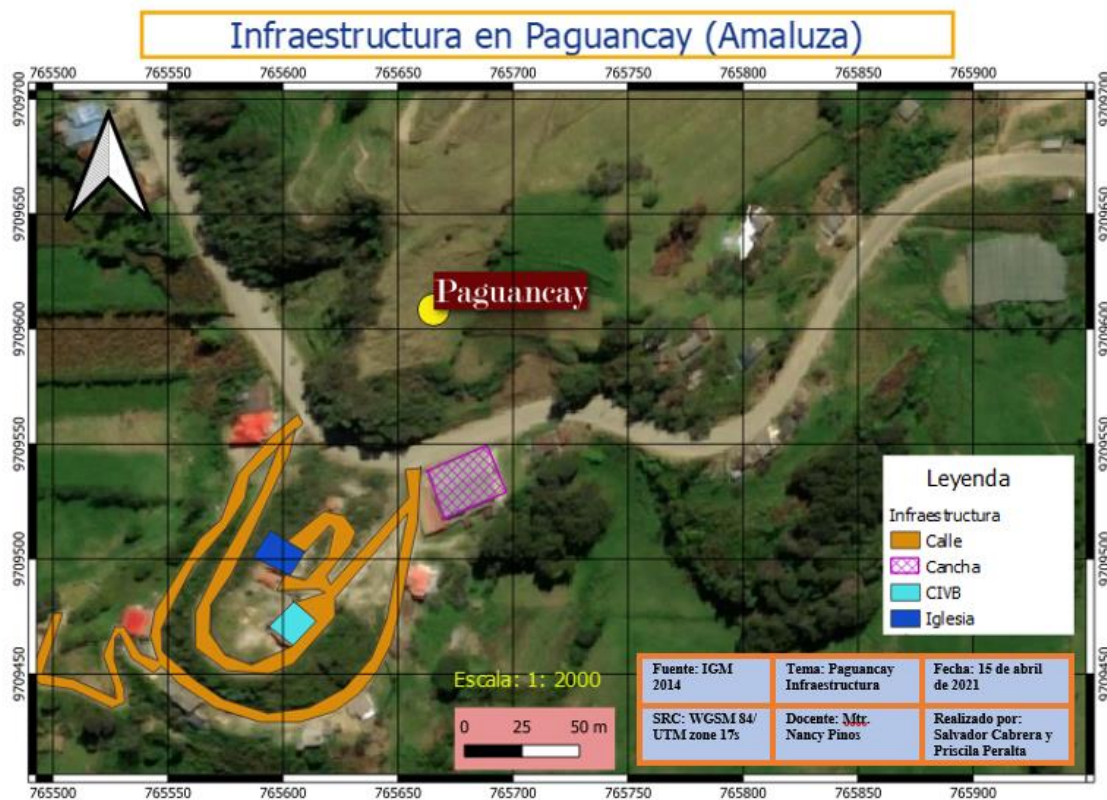 Infraestructura en Paguancay (Amaluza)
765500 765550 765600 765650 765700 765750 765800 765850 765900
9709700
9709650
9709600
9709550
9709500
9709450
9709700
9709650
9709600
9709550
9709500
9709450
Paguancay
Leyenda
Infraestructura
Calle
Cancha
CIVB
Iglesia
Escala: 1: 2000
0 25 50 m
Fuente: IGM
2014
Tema: Paguancay
Infraestructura
Fecha: 15 de abril
de 2021
SRC: WGSM 84/
UTM zone 17s
Docente: Mtr.
Nancy Pinos
Realizado por:
Salvador Cabrera y
Priscila Peralta
765500 765550 765600 765650 765700 765750 765800 765850 765900